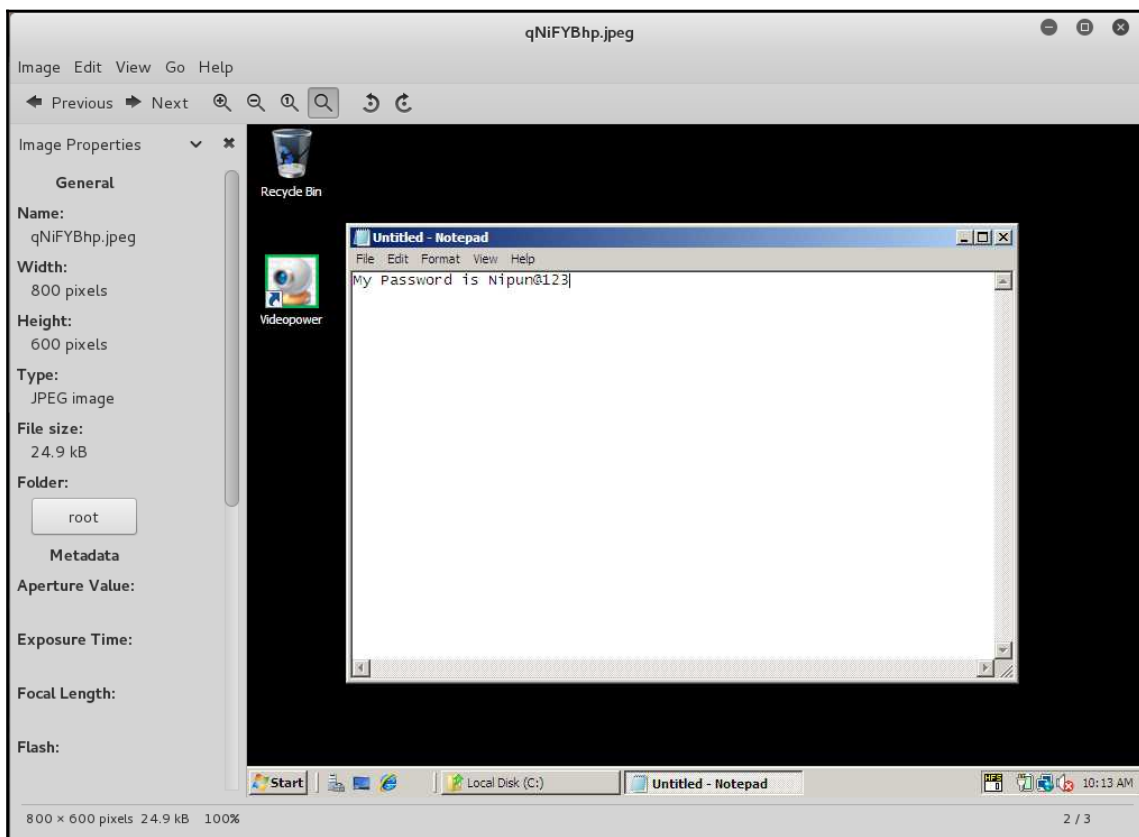 qNiFYBhp.jpeg
Image Edit View Go Help
Previous Next
Image Properties
General
Name:
qNiFYBhp.jpeg
Width:
800 pixels
Height:
600 pixels
Type:
JPEG image
File size:
24.9 kB
Folder:
root
Metadata
Aperture Value:
Exposure Time:
Focal Length:
Flash:
Recycle Bin
Videopower
Untitled - Notepad
File Edit Format View Help
My Password is Nipun@123
Start Local Disk (C:) Untitled - Notepad 10:13 AM
800 × 600 pixels 24.9 kB 100% 2 / 3